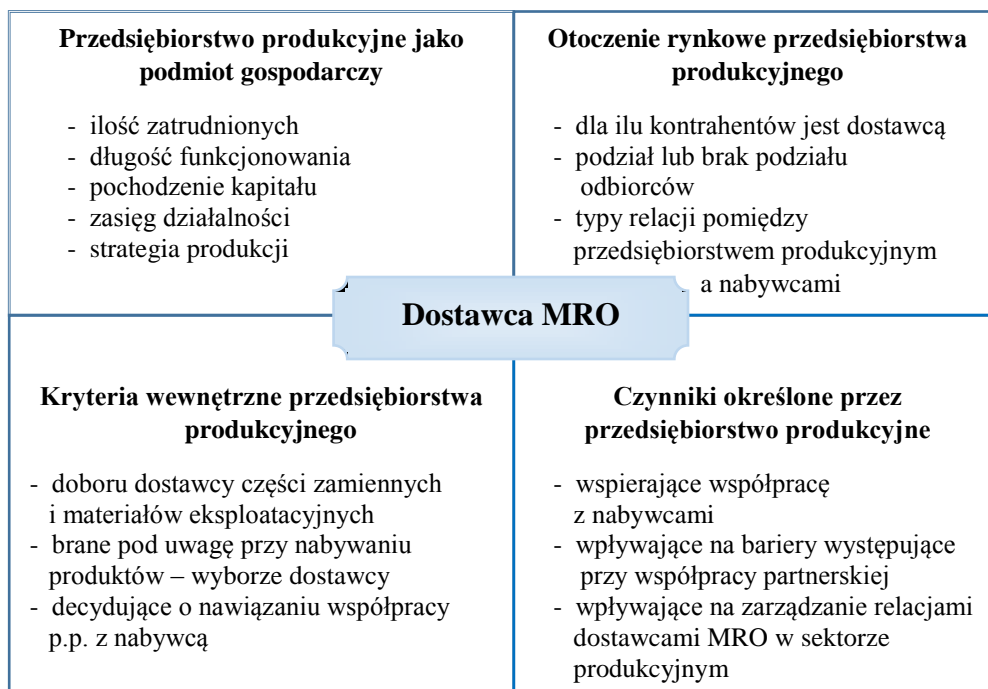 Przedsiębiorstwo produkcyjne jako
podmiot gospodarczy
- ilość zatrudnionych
- długość funkcjonowania
- pochodzenie kapitału
- zasięg działalności
- strategia produkcji
Otoczenie rynkowe przedsiębiorstwa
produkcyjnego
- dla ilu kontrahentów jest dostawcą
- podział lub brak podziału
odbiorców
- typy relacji pomiędzy
przedsiębiorstwem produkcyjnym
a nabywcami
Dostawca MRO
Kryteria wewnętrzne przedsiębiorstwa
produkcyjnego
- doboru dostawcy części zamiennych
i materiałów eksploatacyjnych
- brane pod uwagę przy nabywaniu
produktów – wyborze dostawcy
- decydujące o nawiązaniu współpracy
p.p. z nabywcą
Czynniki określone przez
przedsiębiorstwo produkcyjne
- wspierające współpracę
z nabywcami
- wpływające na bariery występujące
przy współpracy partnerskiej
- wpływające na zarządzanie relacjami
dostawcami MRO w sektorze
produkcyjnym